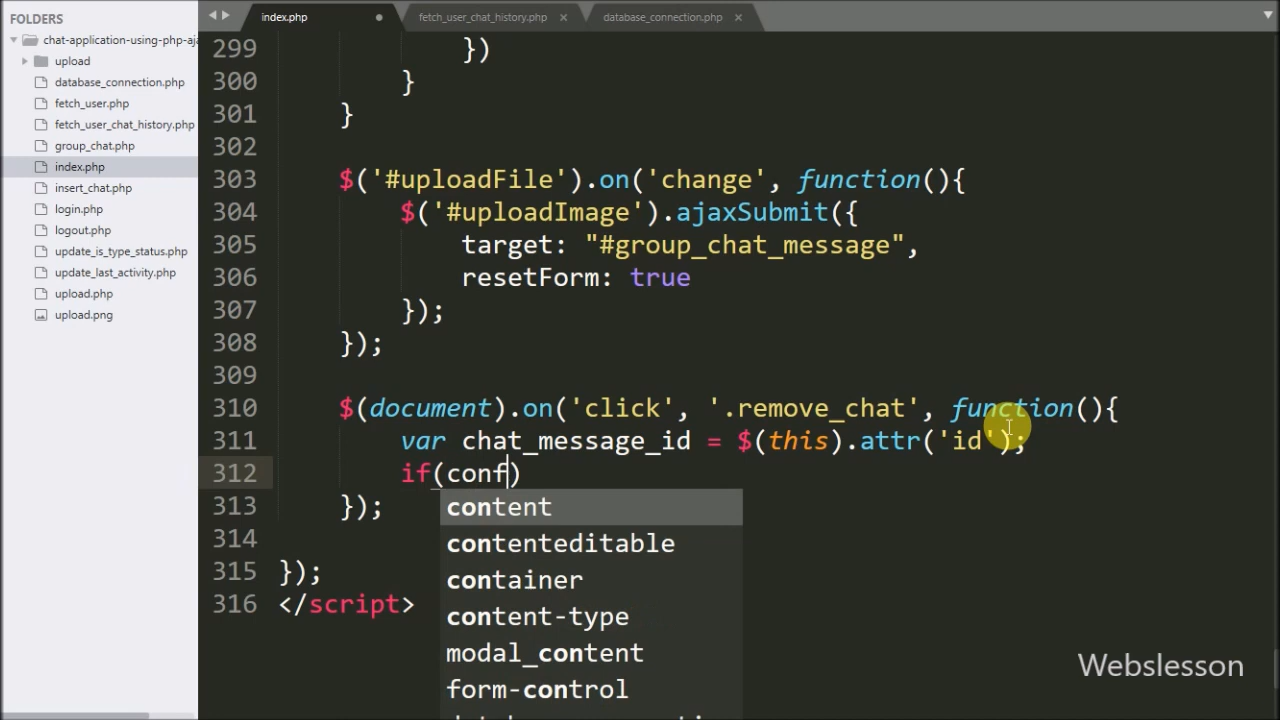 FOLDERS
chat-application-using-php-aj
upload
database_connection.php
fetch_user.php
fetch_user_chat_history.php
group_chat.php
index.php
insert_chat.php
login.php
logout.php
update_is_type_status.php
update_last_activity.php
upload.php
upload.png
index.php
fetch_user_chat_history.php
database_connection.php
299 })
300 }
301 }
302
303 $('#uploadFile').on('change', function(){
304 $('#uploadImage').ajaxSubmit({
305 target: "#group_chat_message",
306 resetForm: true
307 });
308 });
309
310 $(document).on('click', '.remove_chat', function(){
311 var chat_message_id = $(this).attr('id');
312 if(conf)
313 });
314
315 });
316 </script>
content
contenteditable
container
content-type
modal_content
form-control
Webslesson